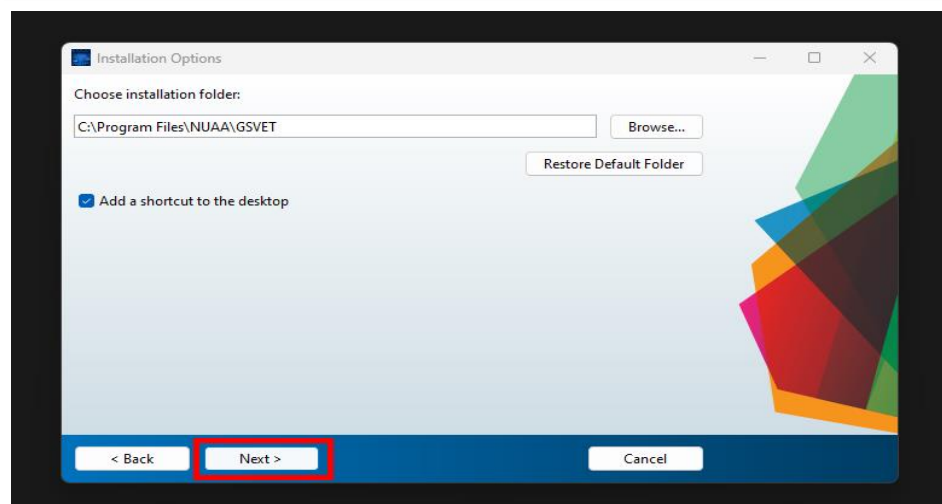 Installation Options
Choose installation folder:
C:\Program Files\NUAA\GSVET
Browse...
Restore Default Folder
Add a shortcut to the desktop
< Back
Next >
Cancel